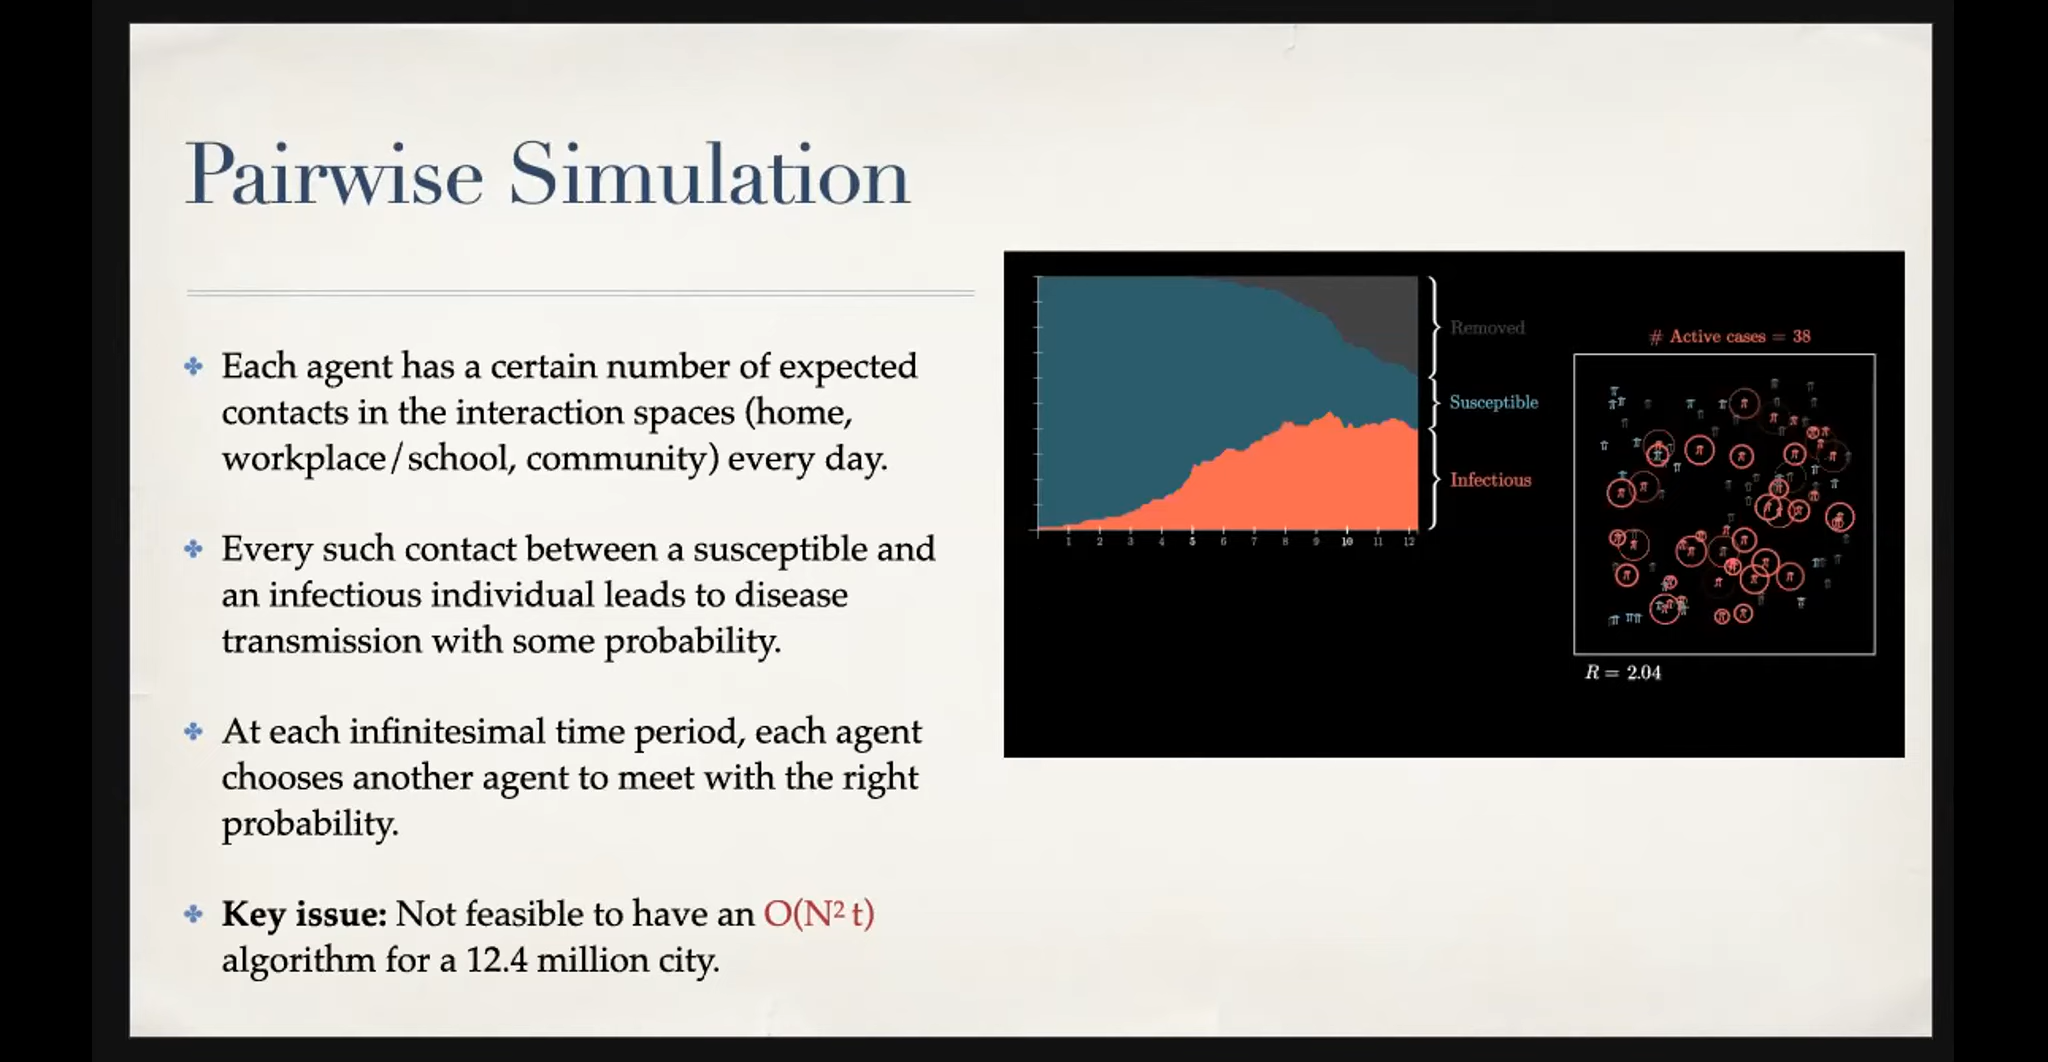 Pairwise Simulation
Each agent has a certain number of expected
contacts in the interaction spaces (home,
workplace/school, community) every day.
Every such contact between a susceptible and
an infectious individual leads to disease
transmission with some probability.
At each infinitesimal time period, each agent
chooses another agent to meet with the right
probability.
Key issue: Not feasible to have an O(N² t)
algorithm for a 12.4 million city.
Removed
Susceptible
Infectious
1 2 3 4 5 6 7 8 9 10 11 12
# Active cases = 38
R = 2.04